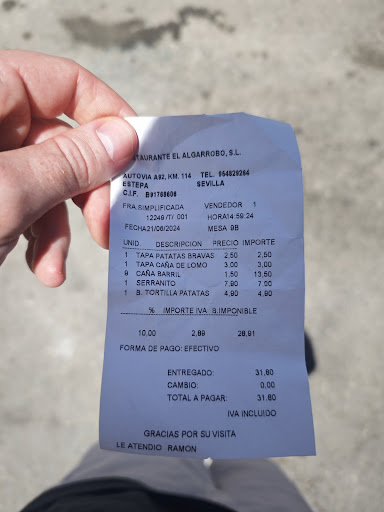 TAURANTE EL ALGARROBO, S.L.
AUTOVIA A92, KM. 114 TEL. 954829264
ESTEPA SEVILLA
C.I.F. B91768606
FRA.SIMPLIFICADA VENDEDOR 1
12249/T/ 001 HORA14:59:24
FECHA21/06/2024 MESA 9B
UNID. DESCRIPCION PRECIO IMPORTE
1 TAPA PATATAS BRAVAS 2,50 2,50
1 TAPA CAÑA DE LOMO 3,00 3,00
9 CAÑA BARRIL 1,50 13,50
1 SERRANITO 7,90 7,90
1 B. TORTILLA PATATAS 4,90 4,90
% IMPORTE IVA B.IMPONIBLE
10,00 2,89 28,91
FORMA DE PAGO: EFECTIVO
ENTREGADO: 31,80
CAMBIO: 0,00
TOTAL A PAGAR: 31,80
IVA INCLUIDO
GRACIAS POR SU VISITA
LE ATENDIO RAMON